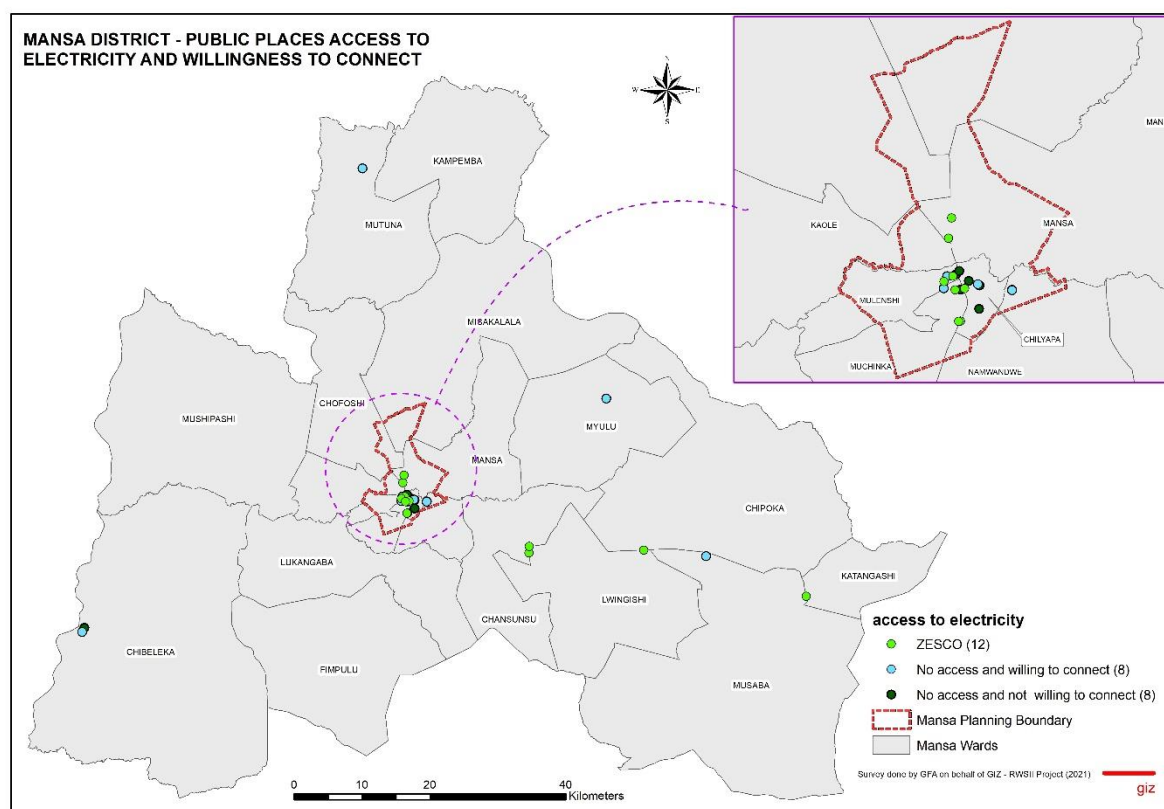 MANSA DISTRICT - PUBLIC PLACES ACCESS TO
ELECTRICITY AND WILLINGNESS TO CONNECT
N
W
E
S
KAMPEMBA
MUTUNA
MISAKALALA
MUSHIPASHI
CHOFOSHI
MYULU
MANSA
CHIPOKA
LUKANGABA
KATANGASHI
LWINGISHI
CHANSUNSU
CHIBELEKA
FIMPULU
MUSABA
MAN
KAOLE
MANSA
MULENSHI
CHILYAPA
MUCHINKA
NAMWANDWE
access to electricity
ZESCO (12)
No access and willing to connect (8)
No access and not willing to connect (8)
Mansa Planning Boundary
Mansa Wards
Survey done by GFA on behalf of GIZ - RWSII Project (2021)
giz
0
10
20
40
Kilometers